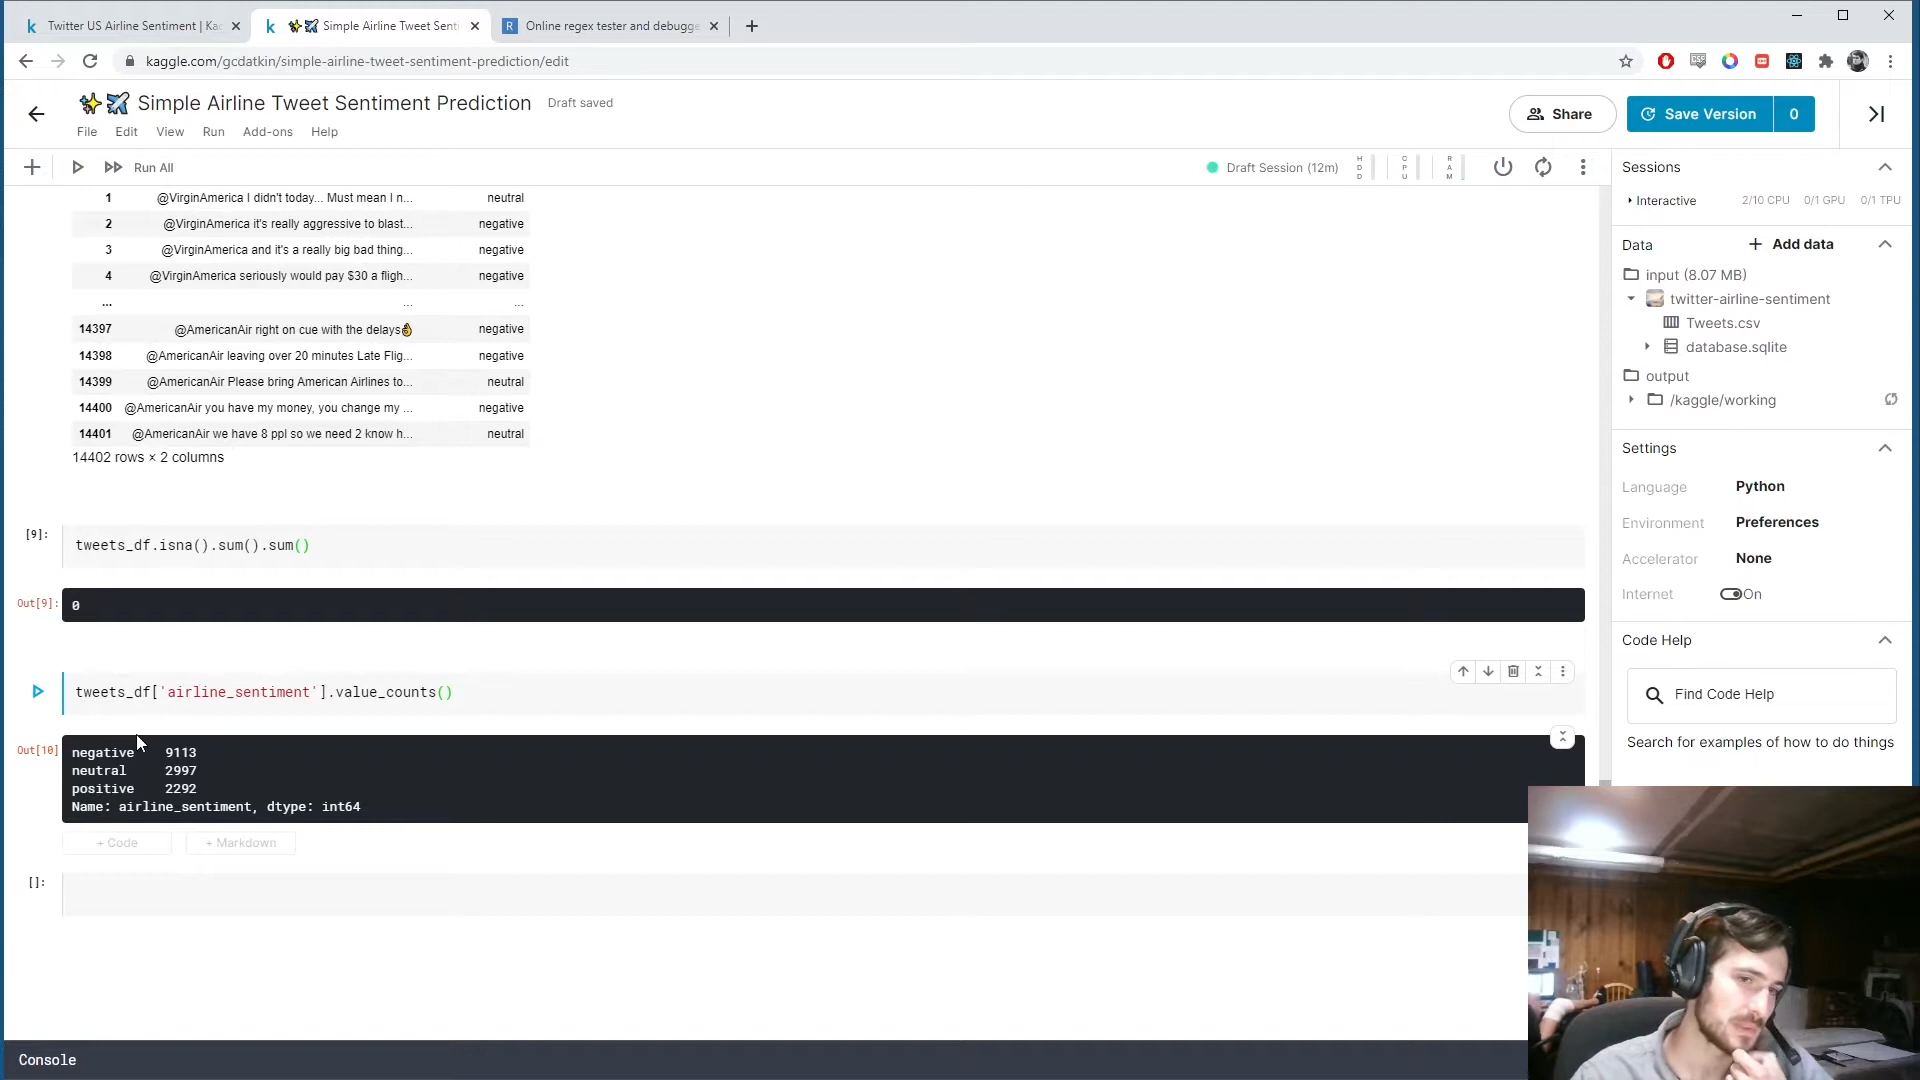 Twitter US Airline Sentiment | Kag
Simple Airline Tweet Senti
Online regex tester and debugge
kaggle.com/gcdatkin/simple-airline-tweet-sentiment-prediction/edit
Simple Airline Tweet Sentiment Prediction
Draft saved
File Edit View Run Add-ons Help
Share
Save Version 0
Run All
Draft Session (12m)
HDD
CPU
RAM
1 @VirginAmerica I didn't today... Must mean I n... neutral
2 @VirginAmerica it's really aggressive to blast... negative
3 @VirginAmerica and it's a really big bad thing... negative
4 @VirginAmerica seriously would pay $30 a fligh... negative
... ... ...
14397 @AmericanAir right on cue with the delays👌 negative
14398 @AmericanAir leaving over 20 minutes Late Flig... negative
14399 @AmericanAir Please bring American Airlines to... neutral
14400 @AmericanAir you have my money, you change my ... negative
14401 @AmericanAir we have 8 ppl so we need 2 know h... neutral
14402 rows × 2 columns
[9]:
tweets_df.isna().sum().sum()
Out[9]:
0
tweets_df['airline_sentiment'].value_counts()
Out[10]
negative 9113
neutral 2997
positive 2292
Name: airline_sentiment, dtype: int64
+ Code
+ Markdown
[]:
Console
Sessions
Interactive 2/10 CPU 0/1 GPU 0/1 TPU
Data
+ Add data
input (8.07 MB)
twitter-airline-sentiment
Tweets.csv
database.sqlite
output
/kaggle/working
Settings
Language Python
Environment Preferences
Accelerator None
Internet On
Code Help
Find Code Help
Search for examples of how to do things